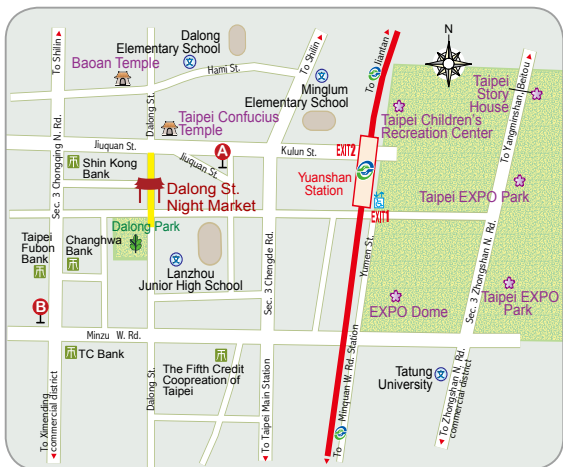 N
To Shilin
Dalong
Elementary School
Baoan Temple
Hami St.
To Shilin
To Jiantan
Minglum
Elementary School
Taipei
Story
House
To Yangminshan, Beitou
Dalong St.
Taipei Confucius
Temple
Taipei Children's
Recreation Center
Sec. 3 Chongqing N. Rd.
Jiuquan St.
Jiuquan St.
A
Kulun St.
EXIT2
Shin Kong
Bank
Yuanshan
Station
Dalong St.
Night Market
Taipei EXPO Park
EXIT1
Dalong Park
Taipei
Fubon
Bank
Changhwa
Bank
Lanzhou
Junior High School
Sec. 3 Chengde Rd.
Yumen St.
Sec. 3 Zhongshan N. Rd.
EXPO Dome
Taipei EXPO
Park
B
Minzu W. Rd.
TC Bank
The Fifth Credit
Coopreation of
Taipei
Tatung
University
Dalong St.
To Ximending
commercial district
To Taipei Main Station
To Minquan W. Rd. Station
To Zhongshan N. Rd.
commercial district